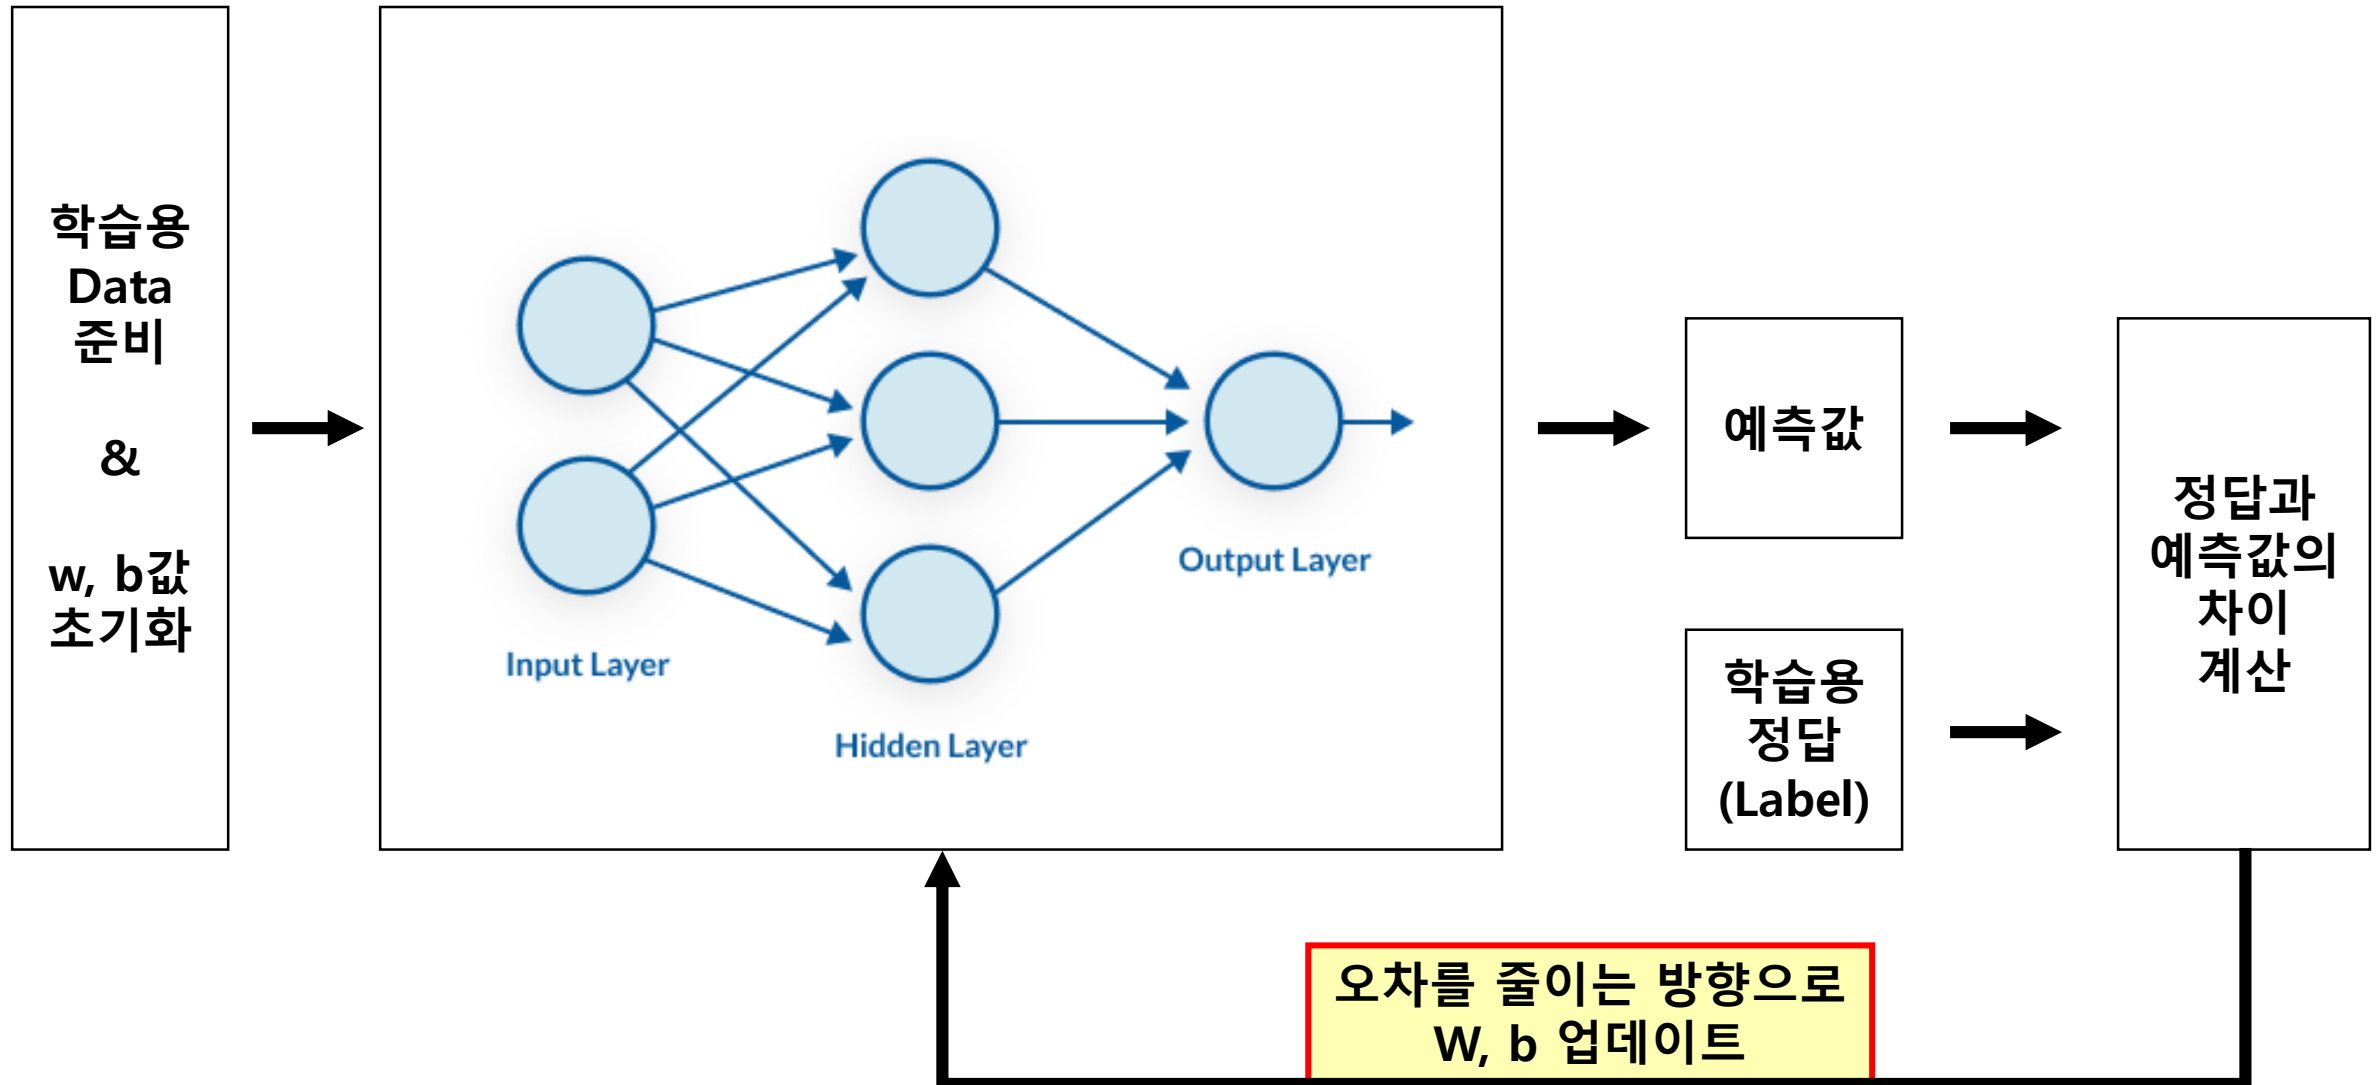 학습용
Data
준비
&
w, b값
초기화
Input Layer
Hidden Layer
Output Layer
예측값
학습용
정답
(Label)
정답과
예측값의
차이
계산
오차를 줄이는 방향으로
W, b 업데이트